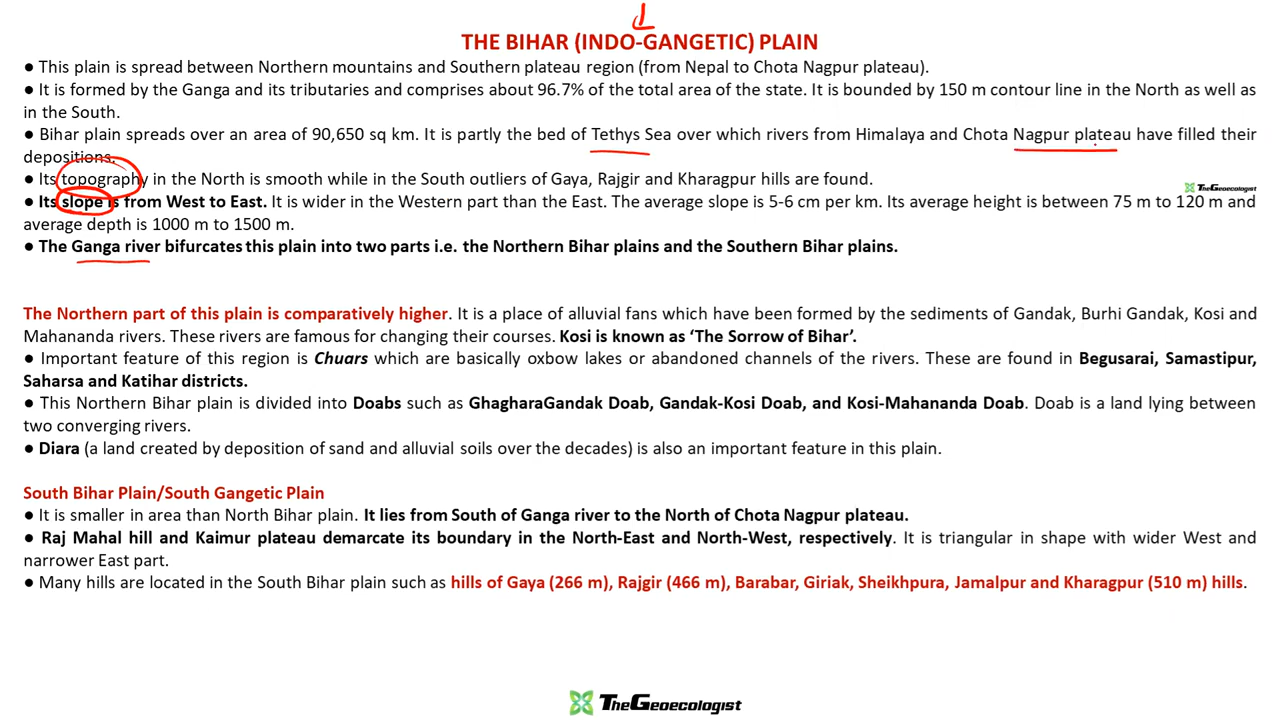 THE BIHAR (INDO-GANGETIC) PLAIN
● This plain is spread between Northern mountains and Southern plateau region (from Nepal to Chota Nagpur plateau).
● It is formed by the Ganga and its tributaries and comprises about 96.7% of the total area of the state. It is bounded by 150 m contour line in the North as well as
in the South.
● Bihar plain spreads over an area of 90,650 sq km. It is partly the bed of Tethys Sea over which rivers from Himalaya and Chota Nagpur plateau have filled their
depositions.
● Its topography in the North is smooth while in the South outliers of Gaya, Rajgir and Kharagpur hills are found.
TheGeoecologist
● Its slope is from West to East. It is wider in the Western part than the East. The average slope is 5-6 cm per km. Its average height is between 75 m to 120 m and
average depth is 1000 m to 1500 m.
● The Ganga river bifurcates this plain into two parts i.e. the Northern Bihar plains and the Southern Bihar plains.
The Northern part of this plain is comparatively higher. It is a place of alluvial fans which have been formed by the sediments of Gandak, Burhi Gandak, Kosi and
Mahananda rivers. These rivers are famous for changing their courses. Kosi is known as ‘The Sorrow of Bihar’.
● Important feature of this region is Chuars which are basically oxbow lakes or abandoned channels of the rivers. These are found in Begusarai, Samastipur,
Saharsa and Katihar districts.
● This Northern Bihar plain is divided into Doabs such as GhagharaGandak Doab, Gandak-Kosi Doab, and Kosi-Mahananda Doab. Doab is a land lying between
two converging rivers.
● Diara (a land created by deposition of sand and alluvial soils over the decades) is also an important feature in this plain.
South Bihar Plain/South Gangetic Plain
● It is smaller in area than North Bihar plain. It lies from South of Ganga river to the North of Chota Nagpur plateau.
● Raj Mahal hill and Kaimur plateau demarcate its boundary in the North-East and North-West, respectively. It is triangular in shape with wider West and
narrower East part.
● Many hills are located in the South Bihar plain such as hills of Gaya (266 m), Rajgir (466 m), Barabar, Giriak, Sheikhpura, Jamalpur and Kharagpur (510 m) hills.
TheGeoecologist